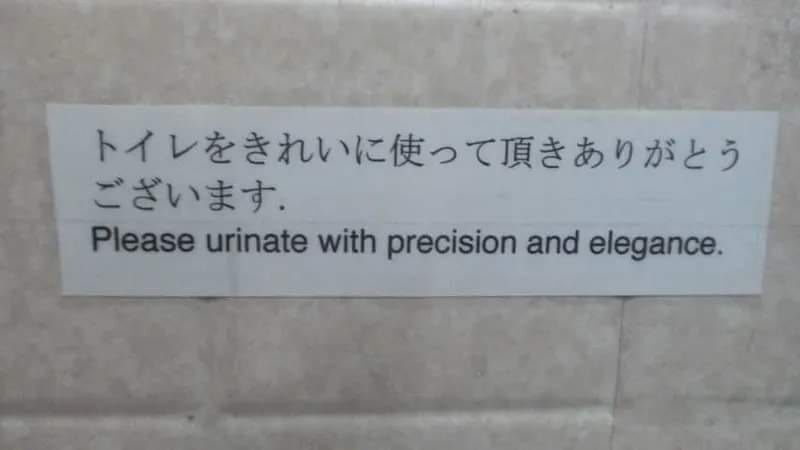 トイレをきれいに使って頂きありがとう
ございます.
Please urinate with precision and elegance.